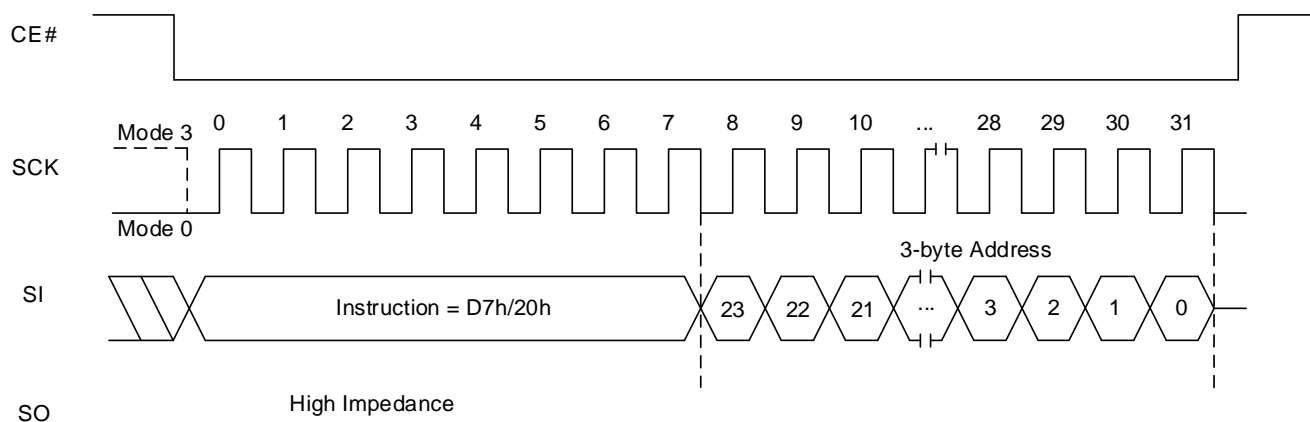 CE#
Mode 3
0 1 2 3 4 5 6 7 8 9 10 ... 28 29 30 31
SCK
Mode 0
3-byte Address
SI
Instruction = D7h/20h
23 22 21 ... 3 2 1 0
SO
High Impedance